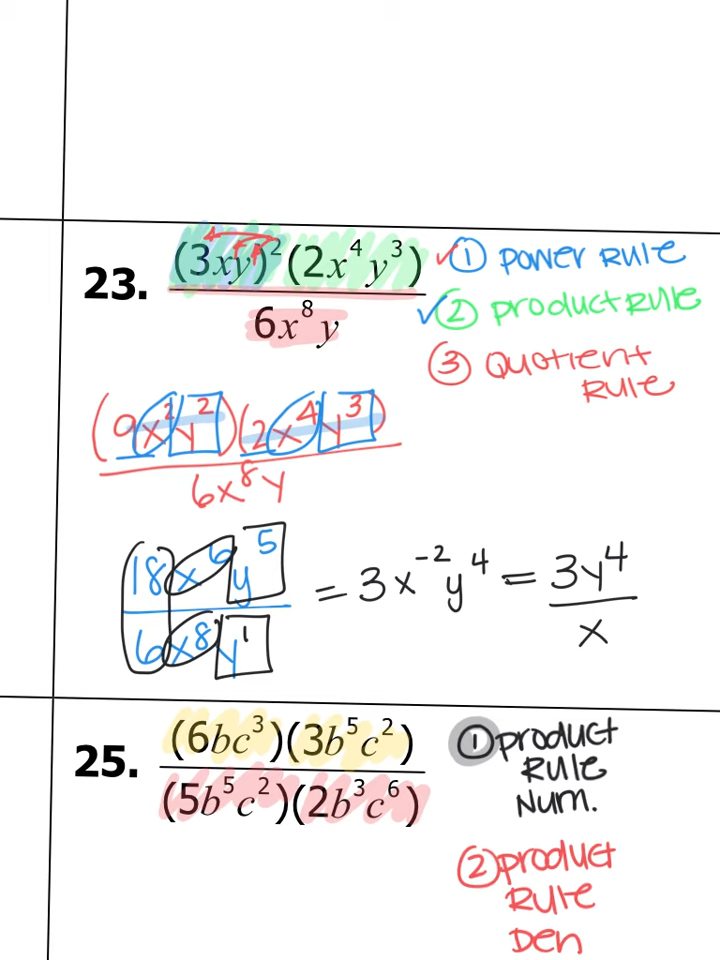 23. (3xy)²(2x⁴y³)
6x⁸y
① POWER RULE
② PRODUCT RULE
③ QUOTIENT
RULE
(9x²y²)(2x⁴y³)
6x⁸y
18x⁶y⁵
6x⁸y¹
= 3x⁻²y⁴ = 3y⁴
x
25. (6bc³)(3b⁵c²)
(5b⁵c²)(2b³c⁶)
① product
RULE
NUM.
② product
RULE
Den